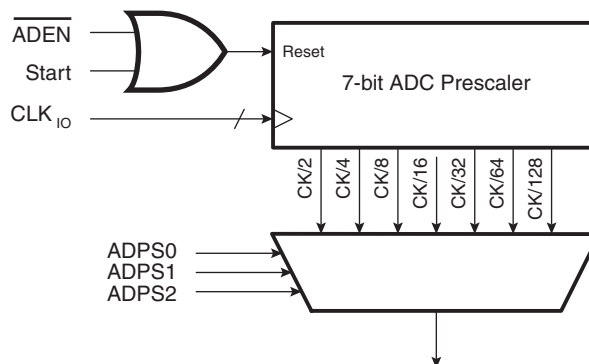 ADEN
Start
CLK IO
Reset
7-bit ADC Prescaler
CK/2
CK/4
CK/8
CK/16
CK/32
CK/64
CK/128
ADPS0
ADPS1
ADPS2